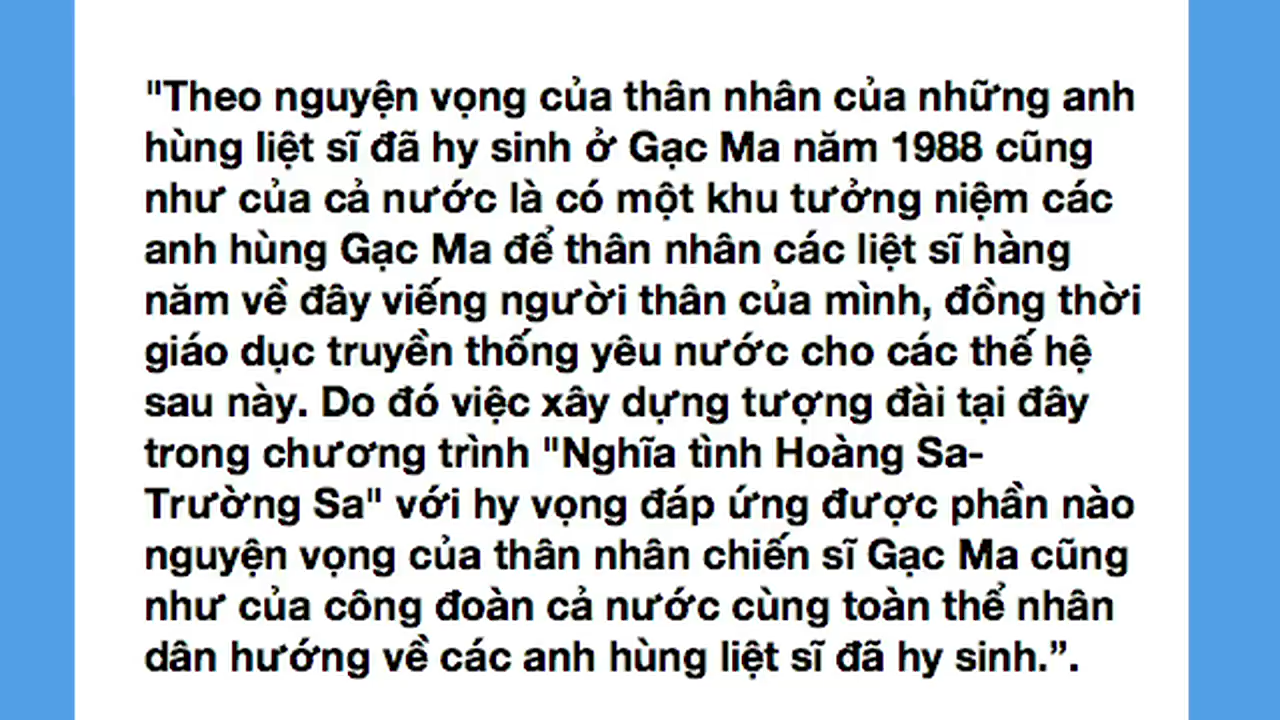 "Theo nguyện vọng của thân nhân của những anh
hùng liệt sĩ đã hy sinh ở Gạc Ma năm 1988 cũng
như của cả nước là có một khu tưởng niệm các
anh hùng Gạc Ma để thân nhân các liệt sĩ hàng
năm về đây viếng người thân của mình, đồng thời
giáo dục truyền thống yêu nước cho các thế hệ
sau này. Do đó việc xây dựng tượng đài tại đây
trong chương trình "Nghĩa tình Hoàng Sa-
Trường Sa" với hy vọng đáp ứng được phần nào
nguyện vọng của thân nhân chiến sĩ Gạc Ma cũng
như của công đoàn cả nước cùng toàn thể nhân
dân hướng về các anh hùng liệt sĩ đã hy sinh.”.